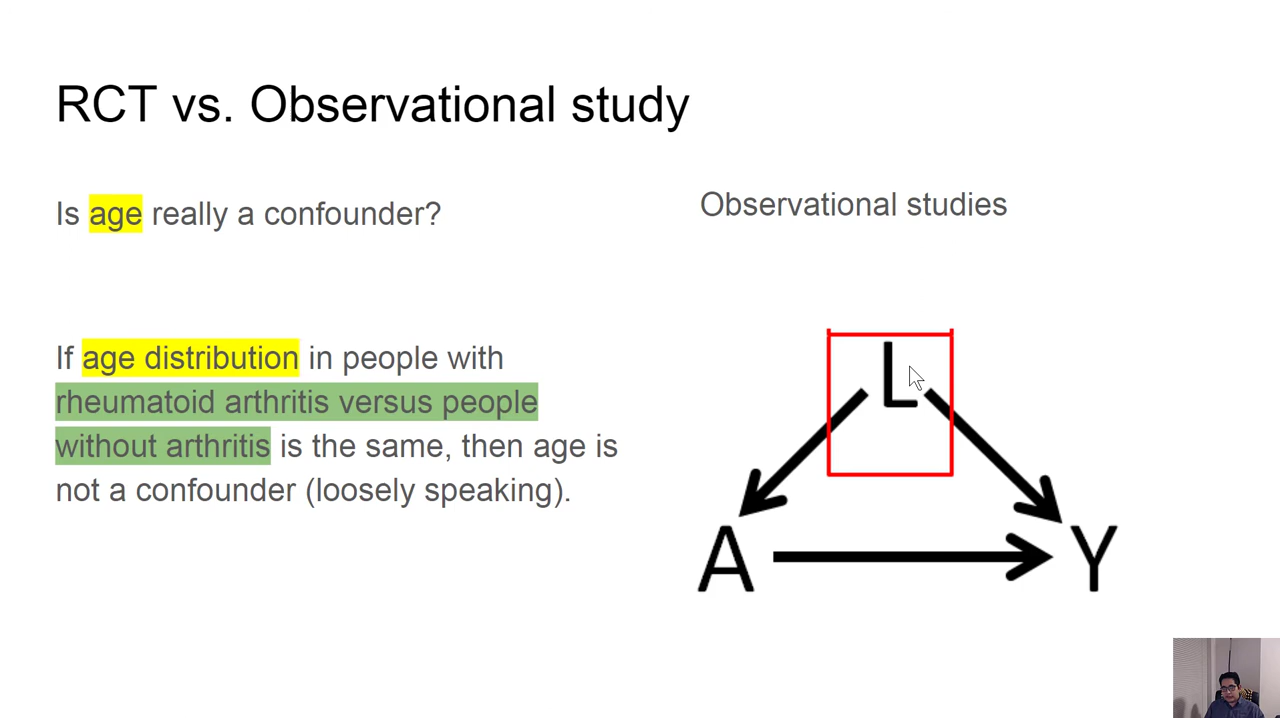 RCT vs. Observational study
Is age really a confounder?
Observational studies
If age distribution in people with
rheumatoid arthritis versus people
without arthritis is the same, then age is
not a confounder (loosely speaking).
L
A
Y